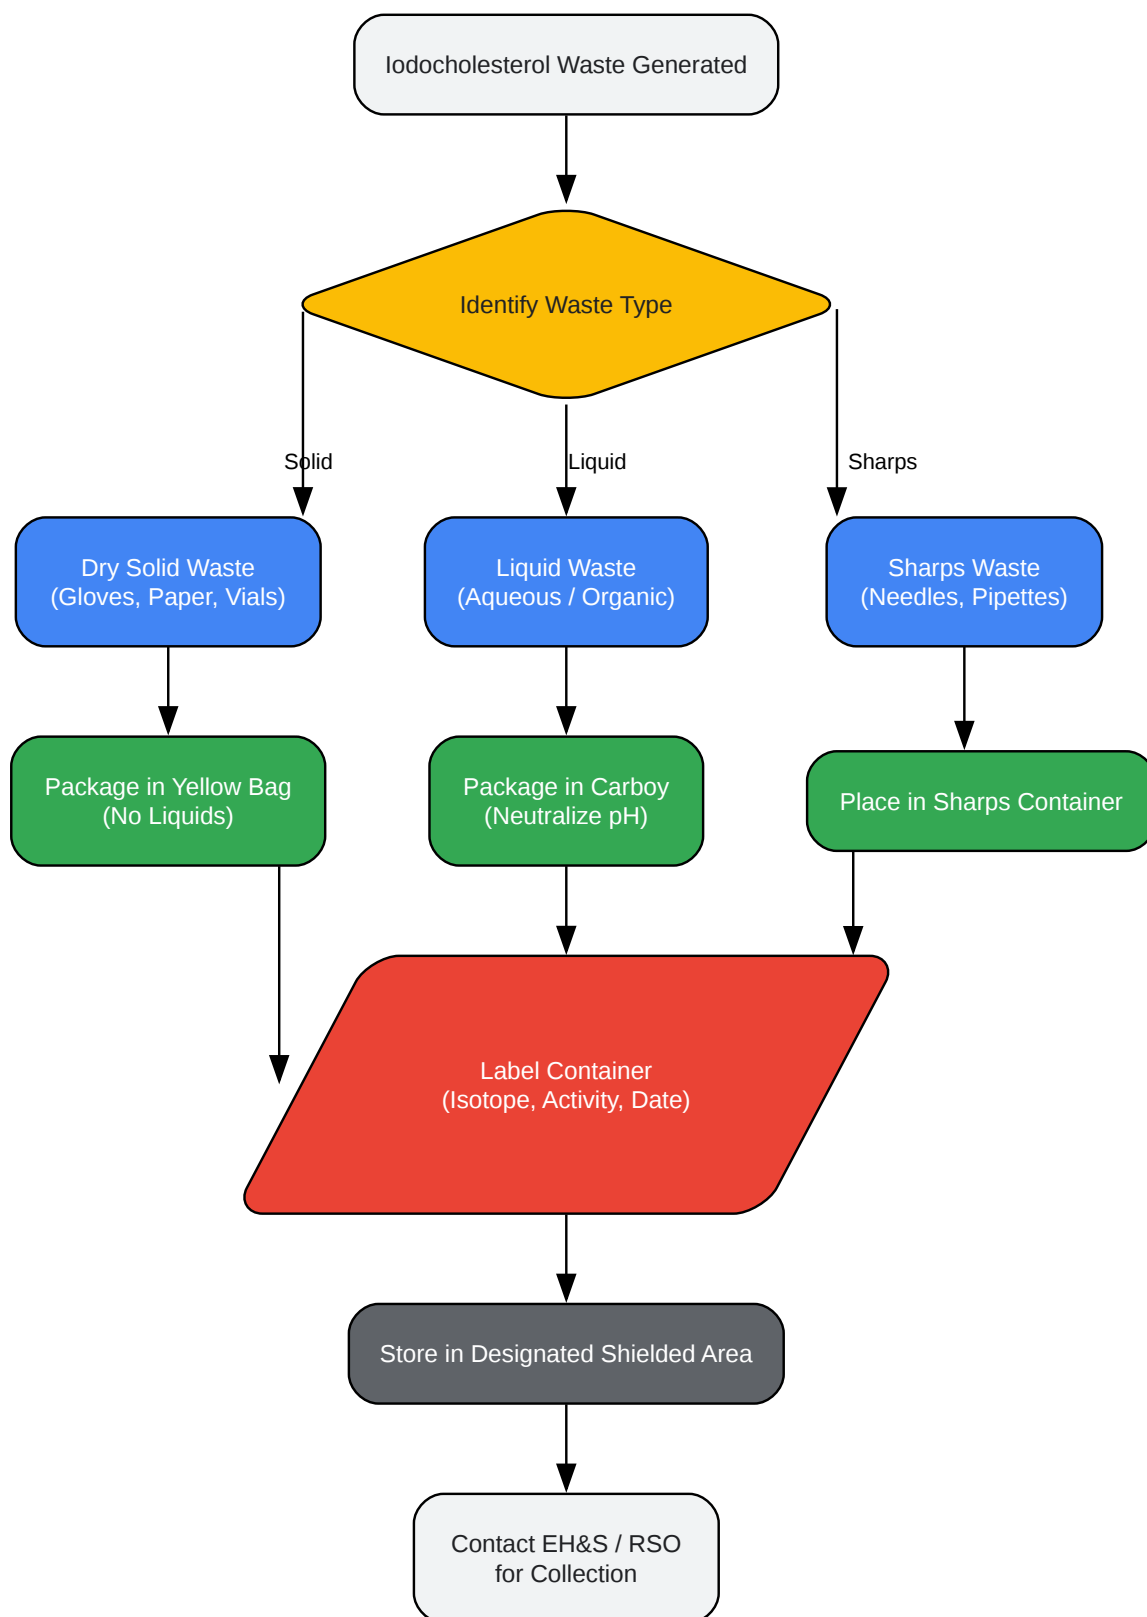 Iodocholesterol Waste Generated
Identify Waste Type
Solid
Liquid
Sharps
Dry Solid Waste
(Gloves, Paper, Vials)
Liquid Waste
(Aqueous / Organic)
Sharps Waste
(Needles, Pipettes)
Package in Yellow Bag
(No Liquids)
Package in Carboy
(Neutralize pH)
Place in Sharps Container
Label Container
(Isotope, Activity, Date)
Store in Designated Shielded Area
Contact EH&S / RSO
for Collection